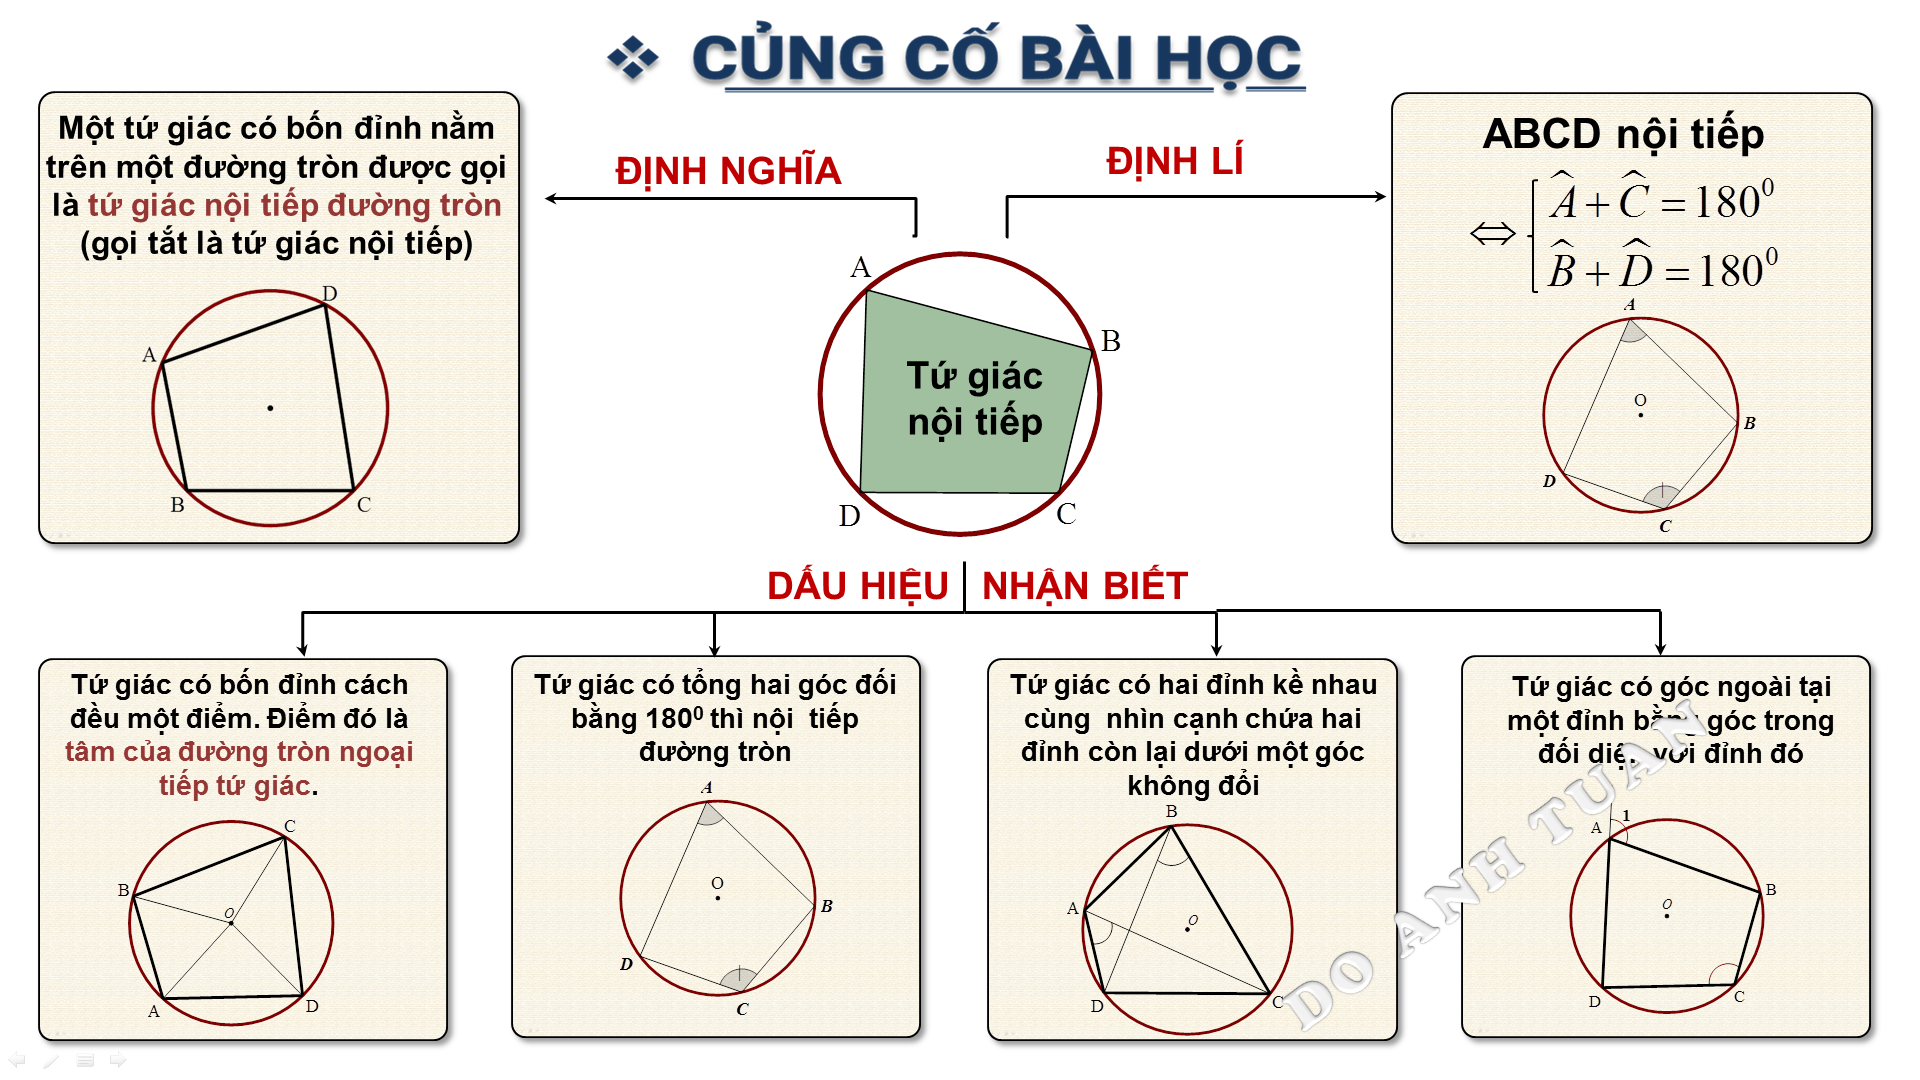 ❖ CỦNG CỐ BÀI HỌC
Một tứ giác có bốn đỉnh nằm
trên một đường tròn được gọi
là tứ giác nội tiếp đường tròn
(gọi tắt là tứ giác nội tiếp)
D
A
B
C
ĐỊNH NGHĨA
ĐỊNH LÍ
A
B
Tứ giác
nội tiếp
D
C
ABCD nội tiếp
⇔ { Â + Ĉ = 180⁰
B̂ + D̂ = 180⁰
A
O
B
D
C
DẤU HIỆU NHẬN BIẾT
Tứ giác có bốn đỉnh cách
đều một điểm. Điểm đó là
tâm của đường tròn ngoại
tiếp tứ giác.
C
B
O
A
D
Tứ giác có tổng hai góc đối
bằng 180⁰ thì nội tiếp
đường tròn
A
O
B
D
C
Tứ giác có hai đỉnh kề nhau
cùng nhìn cạnh chứa hai
đỉnh còn lại dưới một góc
không đổi
B
A
O
D
C
Tứ giác có góc ngoài tại
một đỉnh bằng góc trong
đối diện với đỉnh đó
A
1
B
O
D
C
DO ANH TUAN